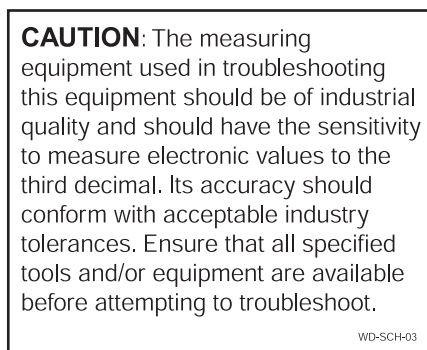 CAUTION: The measuring
equipment used in troubleshooting
this equipment should be of industrial
quality and should have the sensitivity
to measure electronic values to the
third decimal. Its accuracy should
conform with acceptable industry
tolerances. Ensure that all specified
tools and/or equipment are available
before attempting to troubleshoot.
WD-SCH-03